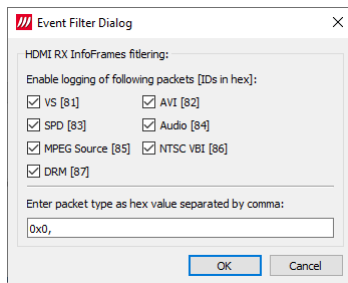 Event Filter Dialog
HDMI RX InfoFrames fitlering:
Enable logging of following packets [IDs in hex]:
VS [81] AVI [82]
SPD [83] Audio [84]
MPEG Source [85] NTSC VBI [86]
DRM [87]
Enter packet type as hex value separated by comma:
0x0,
OK Cancel